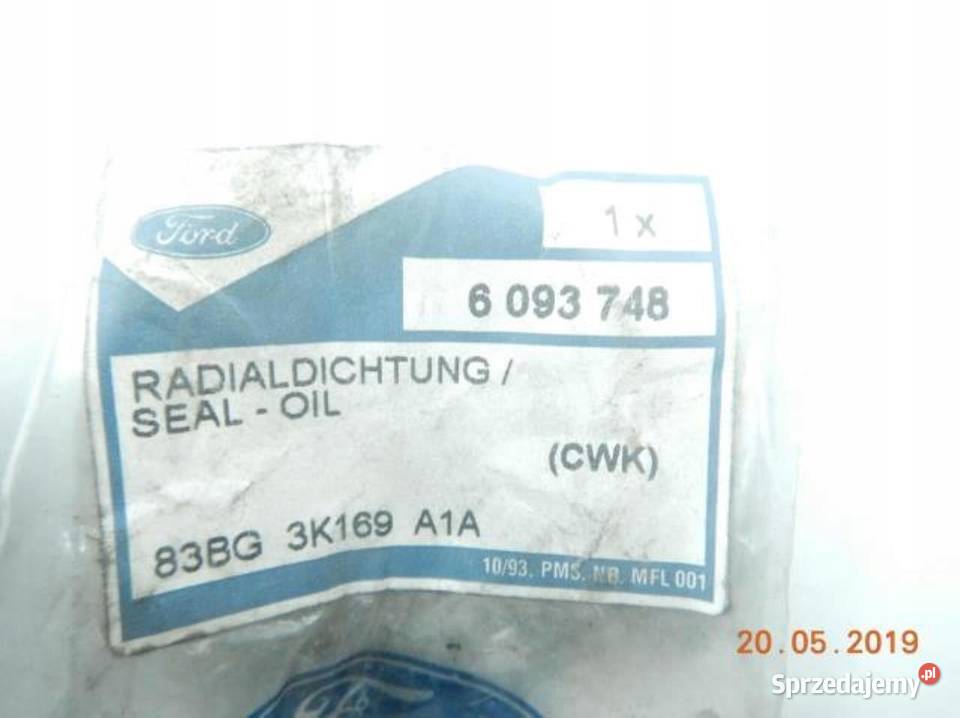 Ford
1 x
6 093 748
RADIALDICHTUNG /
SEAL - OIL
(CWK)
83BG 3K169 A1A
10/93. PMS. NB. MFL 001
Ford
20.05.2019
Sprzedajemy.pl